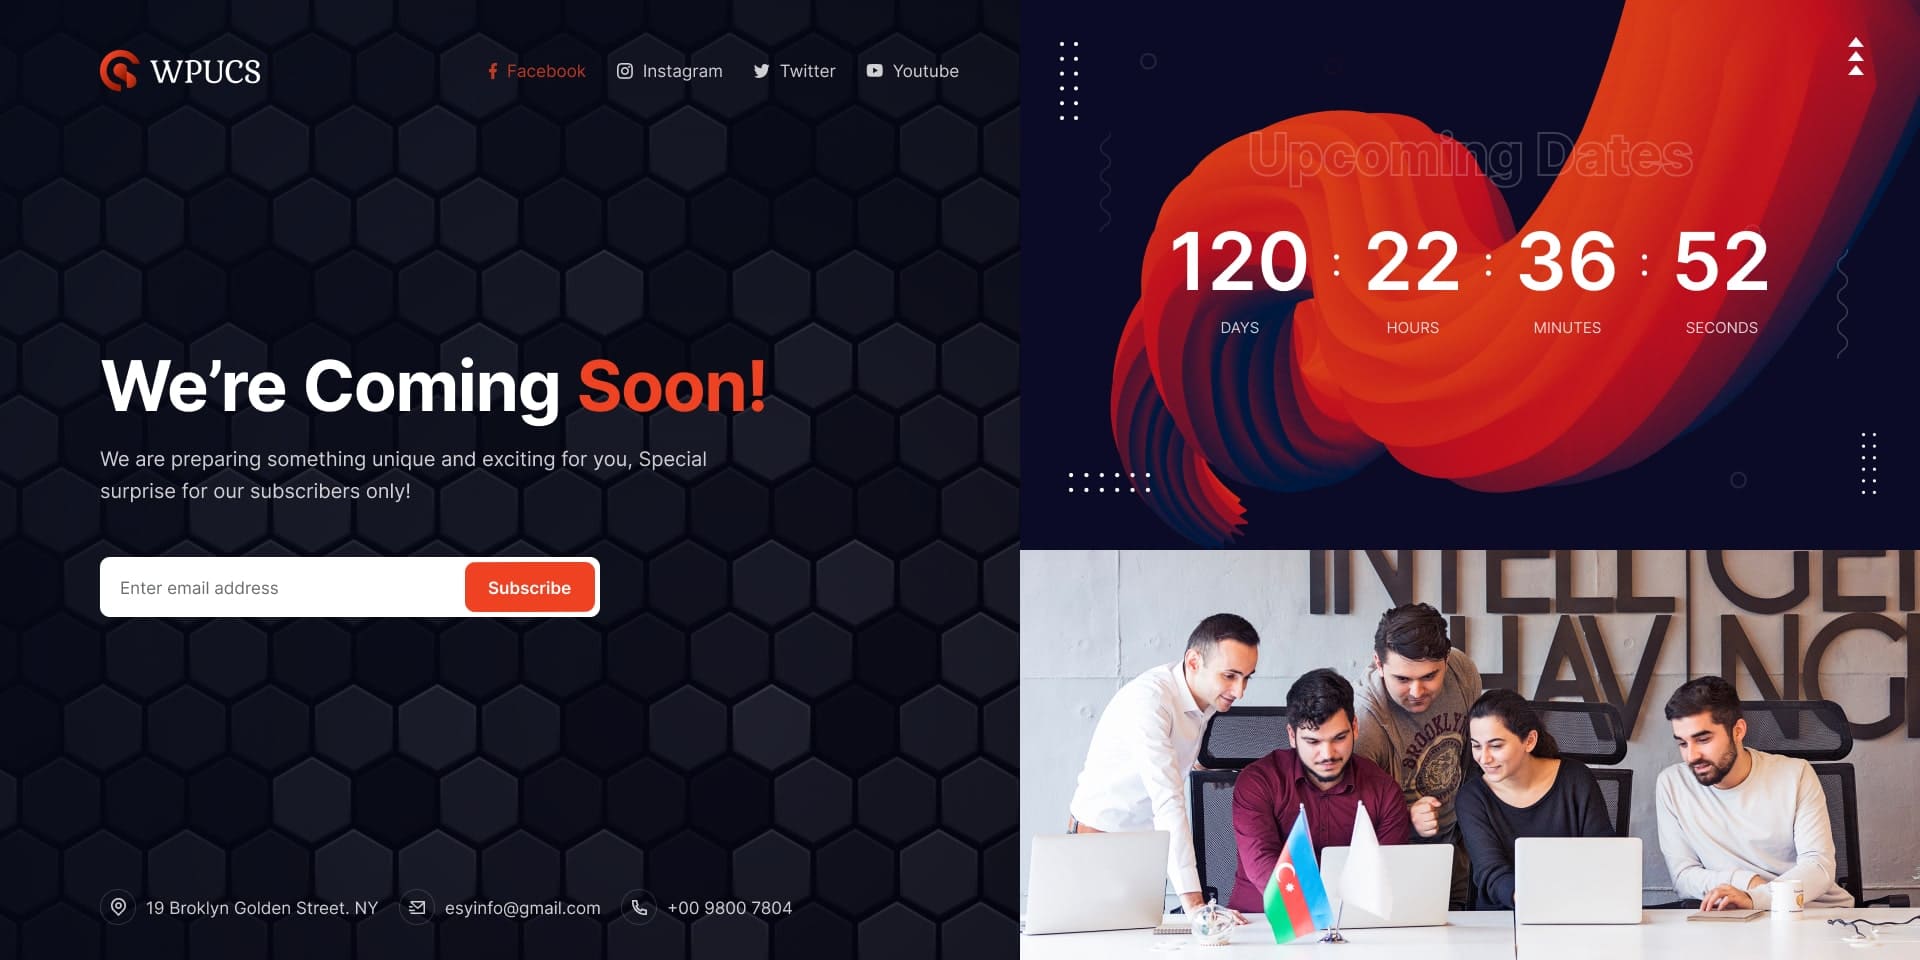 WPUCS
Facebook
Instagram
Twitter
Youtube
We’re Coming Soon!
We are preparing something unique and exciting for you, Special
surprise for our subscribers only!
Enter email address
Subscribe
19 Broklyn Golden Street. NY
esyinfo@gmail.com
+00 9800 7804
Upcoming Dates
120 : 22 : 36 : 52
DAYS
HOURS
MINUTES
SECONDS
INTELLIGEN
HAVING
BROOKLYN